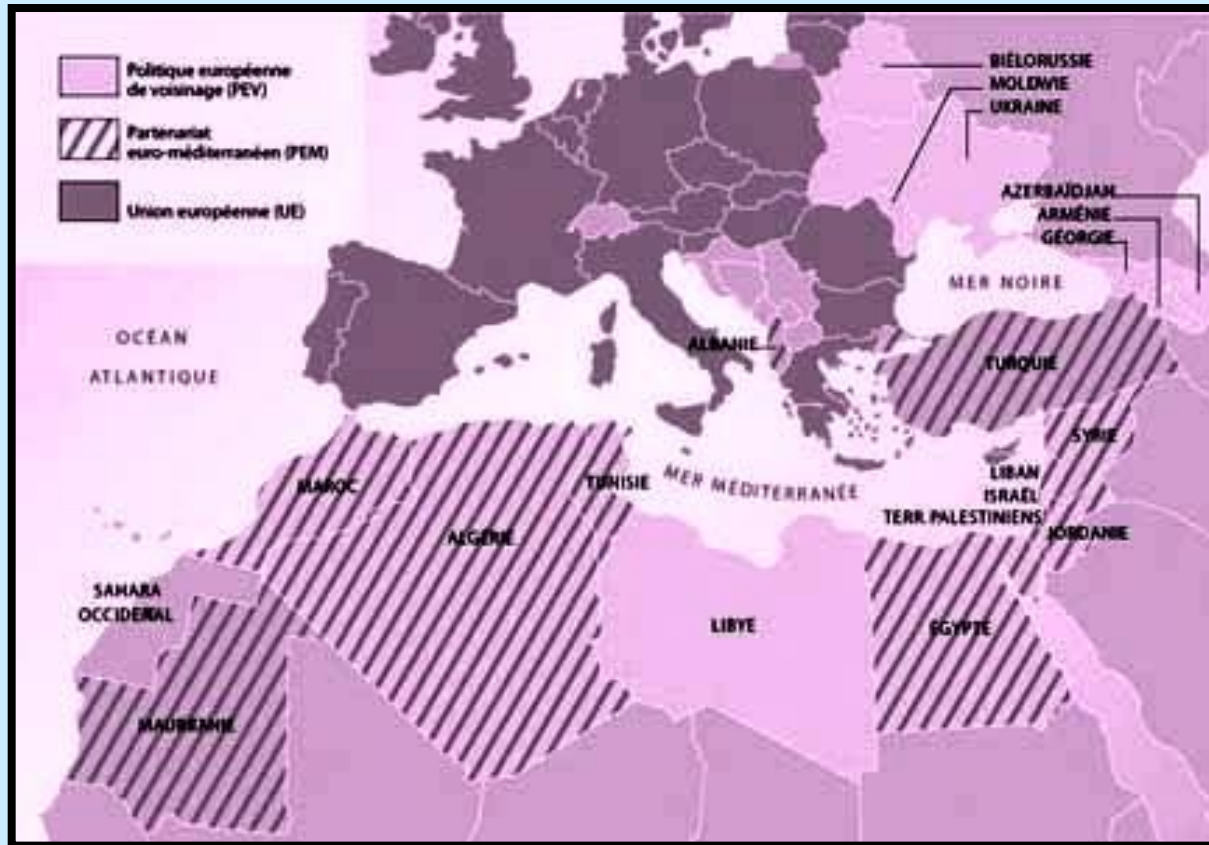 Politique européenne
de voisinage (PEV)
Partenariat
euro-méditerranéen (PEM)
Union européenne (UE)
BIÉLORUSSIE
MOLDAVIE
UKRAINE
AZERBAÏDJAN
ARMÉNIE
GÉORGIE
MER NOIRE
OCÉAN
ATLANTIQUE
ALBANIE
TURQUIE
MAROC
ALGÉRIE
TUNISIE
MER MÉDITERRANÉE
SYRIE
LIBAN
ISRAËL
TERR PALESTINIENS
JORDANIE
SAHARA
OCCIDENTAL
LIBYE
EGYPTE
MAURITANIE